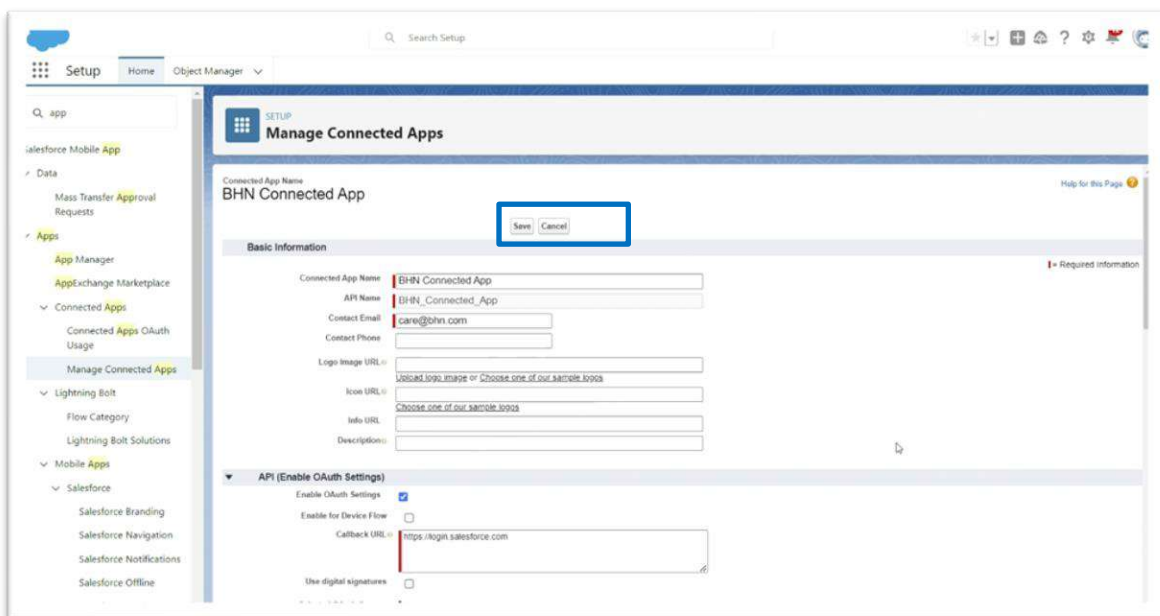 Search Setup
Setup
Home
Object Manager
app
Salesforce Mobile App
Data
Mass Transfer Approval
Requests
Apps
App Manager
AppExchange Marketplace
Connected Apps
Connected Apps OAuth
Usage
Manage Connected Apps
Lightning Bolt
Flow Category
Lightning Bolt Solutions
Mobile Apps
Salesforce
Salesforce Branding
Salesforce Navigation
Salesforce Notifications
Salesforce Offline
SETUP
Manage Connected Apps
Connected App Name
BHN Connected App
Help for this Page
Save Cancel
Basic Information
= Required Information
Connected App Name BHN Connected App
API Name BHN_Connected_App
Contact Email care@bhn.com
Contact Phone
Logo Image URL
Upload logo image or Choose one of our sample logos
Icon URL
Choose one of our sample logos
Info URL
Description
API (Enable OAuth Settings)
Enable OAuth Settings
Enable for Device Flow
Callback URL https://login.salesforce.com
Use digital signatures